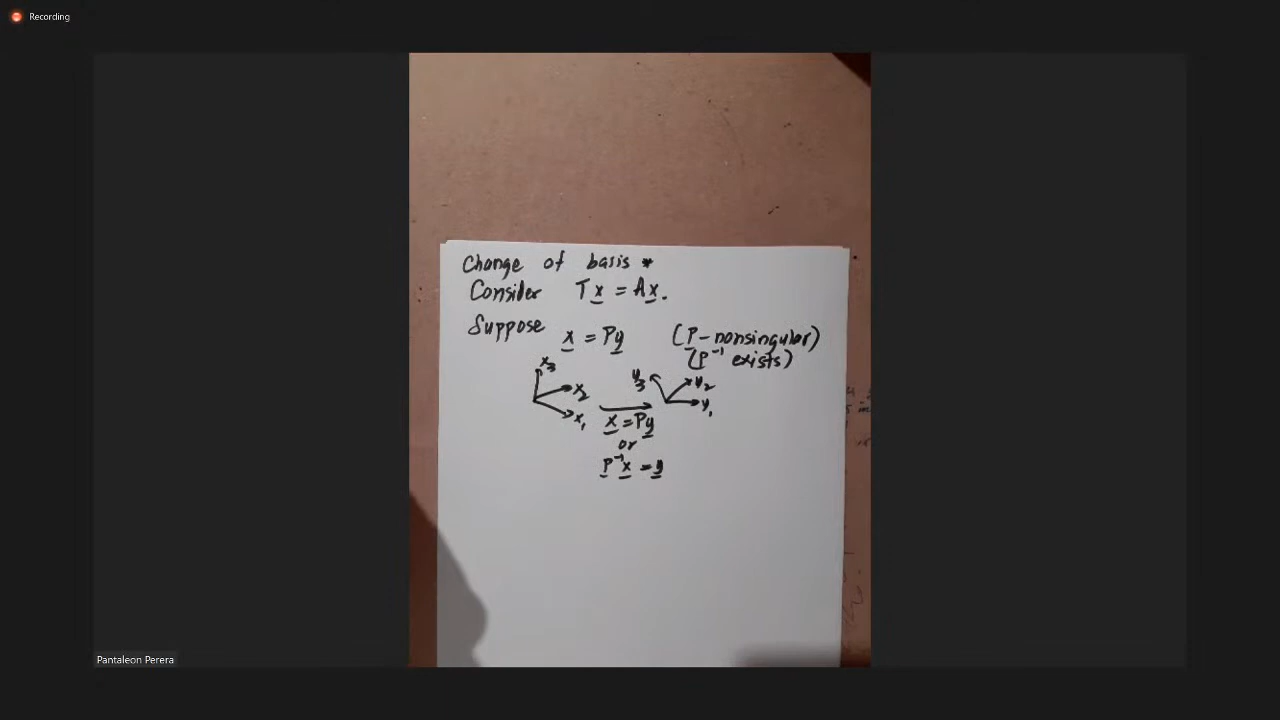 Recording
Change of basis *
Consider Tx = Ax.
Suppose x = Py (P - nonsingular)
(P⁻¹ exists)
x₃ x₂ x₁ y₃ y₂ y₁
x = Py
or
P⁻¹x = y
Pantaleon Perera